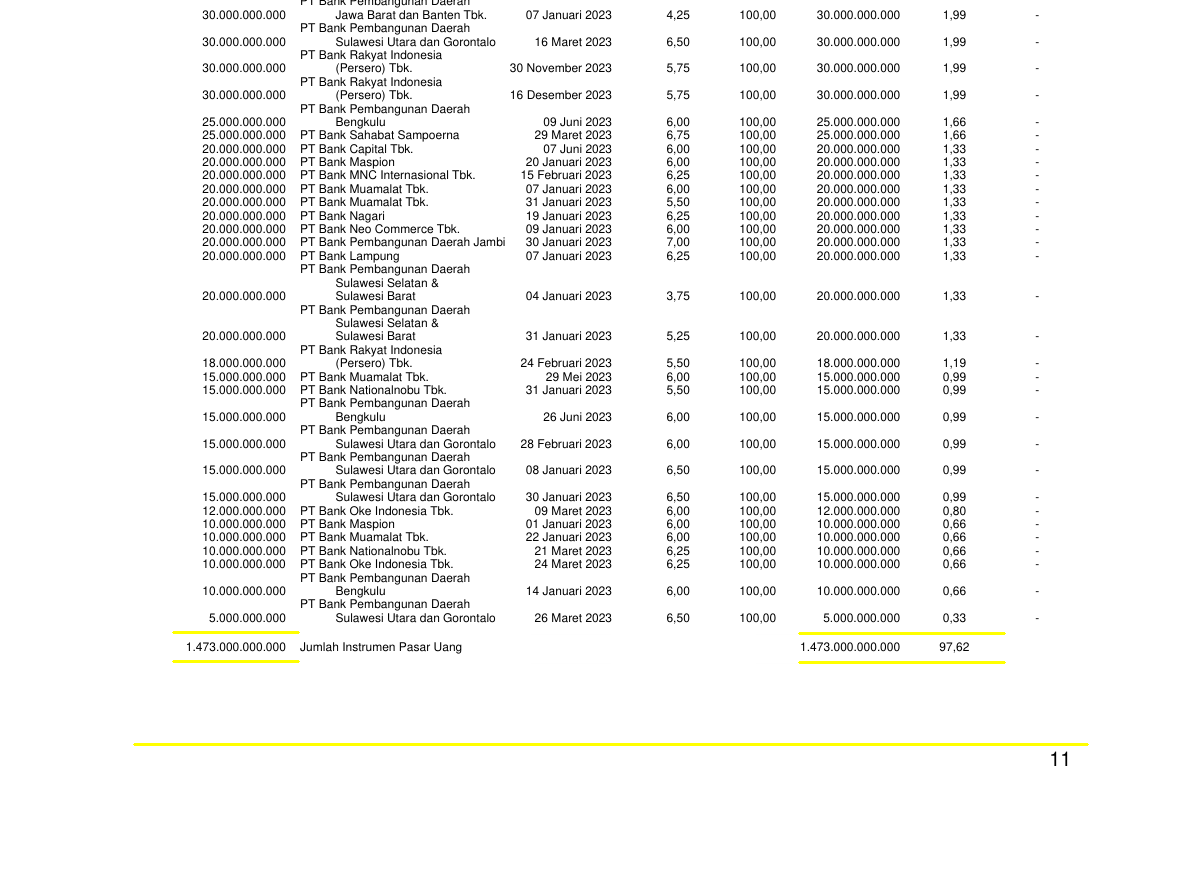 PT Bank Pembangunan Daerah
30.000.000.000 Jawa Barat dan Banten Tbk. 07 Januari 2023 4,25 100,00 30.000.000.000 1,99 -
PT Bank Pembangunan Daerah
30.000.000.000 Sulawesi Utara dan Gorontalo 16 Maret 2023 6,50 100,00 30.000.000.000 1,99 -
PT Bank Rakyat Indonesia
30.000.000.000 (Persero) Tbk. 30 November 2023 5,75 100,00 30.000.000.000 1,99 -
PT Bank Rakyat Indonesia
30.000.000.000 (Persero) Tbk. 16 Desember 2023 5,75 100,00 30.000.000.000 1,99 -
PT Bank Pembangunan Daerah
25.000.000.000 Bengkulu 09 Juni 2023 6,00 100,00 25.000.000.000 1,66 -
25.000.000.000 PT Bank Sahabat Sampoerna 29 Maret 2023 6,75 100,00 25.000.000.000 1,66 -
20.000.000.000 PT Bank Capital Tbk. 07 Juni 2023 6,00 100,00 20.000.000.000 1,33 -
20.000.000.000 PT Bank Maspion 20 Januari 2023 6,00 100,00 20.000.000.000 1,33 -
20.000.000.000 PT Bank MNC Internasional Tbk. 15 Februari 2023 6,25 100,00 20.000.000.000 1,33 -
20.000.000.000 PT Bank Muamalat Tbk. 07 Januari 2023 6,00 100,00 20.000.000.000 1,33 -
20.000.000.000 PT Bank Muamalat Tbk. 31 Januari 2023 5,50 100,00 20.000.000.000 1,33 -
20.000.000.000 PT Bank Nagari 19 Januari 2023 6,25 100,00 20.000.000.000 1,33 -
20.000.000.000 PT Bank Neo Commerce Tbk. 09 Januari 2023 6,00 100,00 20.000.000.000 1,33 -
20.000.000.000 PT Bank Pembangunan Daerah Jambi 30 Januari 2023 7,00 100,00 20.000.000.000 1,33 -
20.000.000.000 PT Bank Lampung 07 Januari 2023 6,25 100,00 20.000.000.000 1,33 -
PT Bank Pembangunan Daerah
Sulawesi Selatan &
20.000.000.000 Sulawesi Barat 04 Januari 2023 3,75 100,00 20.000.000.000 1,33 -
PT Bank Pembangunan Daerah
Sulawesi Selatan &
20.000.000.000 Sulawesi Barat 31 Januari 2023 5,25 100,00 20.000.000.000 1,33 -
PT Bank Rakyat Indonesia
18.000.000.000 (Persero) Tbk. 24 Februari 2023 5,50 100,00 18.000.000.000 1,19 -
15.000.000.000 PT Bank Muamalat Tbk. 29 Mei 2023 6,00 100,00 15.000.000.000 0,99 -
15.000.000.000 PT Bank Nationalnobu Tbk. 31 Januari 2023 5,50 100,00 15.000.000.000 0,99 -
PT Bank Pembangunan Daerah
15.000.000.000 Bengkulu 26 Juni 2023 6,00 100,00 15.000.000.000 0,99 -
PT Bank Pembangunan Daerah
15.000.000.000 Sulawesi Utara dan Gorontalo 28 Februari 2023 6,00 100,00 15.000.000.000 0,99 -
PT Bank Pembangunan Daerah
15.000.000.000 Sulawesi Utara dan Gorontalo 08 Januari 2023 6,50 100,00 15.000.000.000 0,99 -
PT Bank Pembangunan Daerah
15.000.000.000 Sulawesi Utara dan Gorontalo 30 Januari 2023 6,50 100,00 15.000.000.000 0,99 -
12.000.000.000 PT Bank Oke Indonesia Tbk. 09 Maret 2023 6,00 100,00 12.000.000.000 0,80 -
10.000.000.000 PT Bank Maspion 01 Januari 2023 6,00 100,00 10.000.000.000 0,66 -
10.000.000.000 PT Bank Muamalat Tbk. 22 Januari 2023 6,00 100,00 10.000.000.000 0,66 -
10.000.000.000 PT Bank Nationalnobu Tbk. 21 Maret 2023 6,25 100,00 10.000.000.000 0,66 -
10.000.000.000 PT Bank Oke Indonesia Tbk. 24 Maret 2023 6,25 100,00 10.000.000.000 0,66 -
PT Bank Pembangunan Daerah
10.000.000.000 Bengkulu 14 Januari 2023 6,00 100,00 10.000.000.000 0,66 -
PT Bank Pembangunan Daerah
5.000.000.000 Sulawesi Utara dan Gorontalo 26 Maret 2023 6,50 100,00 5.000.000.000 0,33 -
1.473.000.000.000 Jumlah Instrumen Pasar Uang 1.473.000.000.000 97,62
11